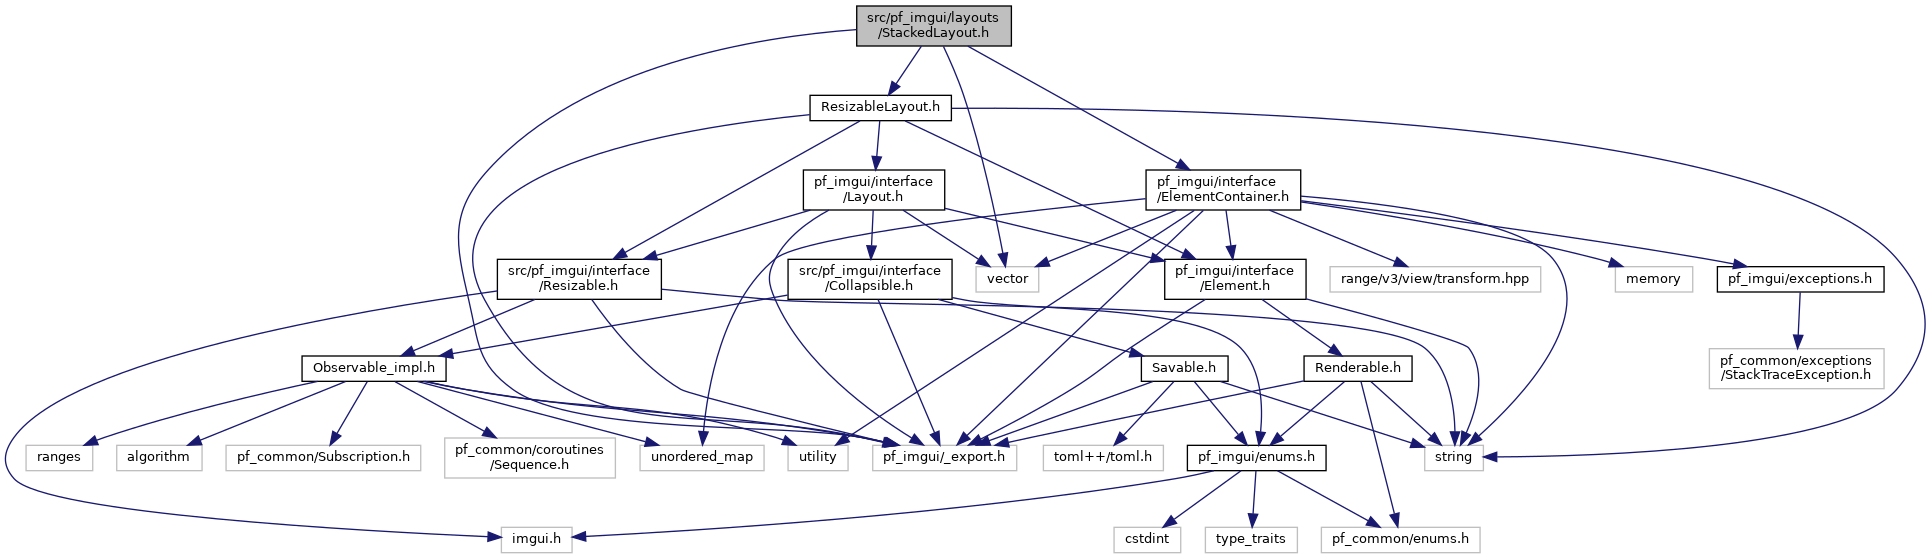 src/pf_imgui/layouts
/StackedLayout.h
ResizableLayout.h
pf_imgui/interface
/Layout.h
pf_imgui/interface
/ElementContainer.h
src/pf_imgui/interface
/Resizable.h
src/pf_imgui/interface
/Collapsible.h
vector
pf_imgui/interface
/Element.h
range/v3/view/transform.hpp
memory
pf_imgui/exceptions.h
Observable_impl.h
Savable.h
Renderable.h
pf_common/exceptions
/StackTraceException.h
ranges
algorithm
pf_common/Subscription.h
pf_common/coroutines
/Sequence.h
unordered_map
utility
pf_imgui/_export.h
toml++/toml.h
pf_imgui/enums.h
string
imgui.h
cstdint
type_traits
pf_common/enums.h